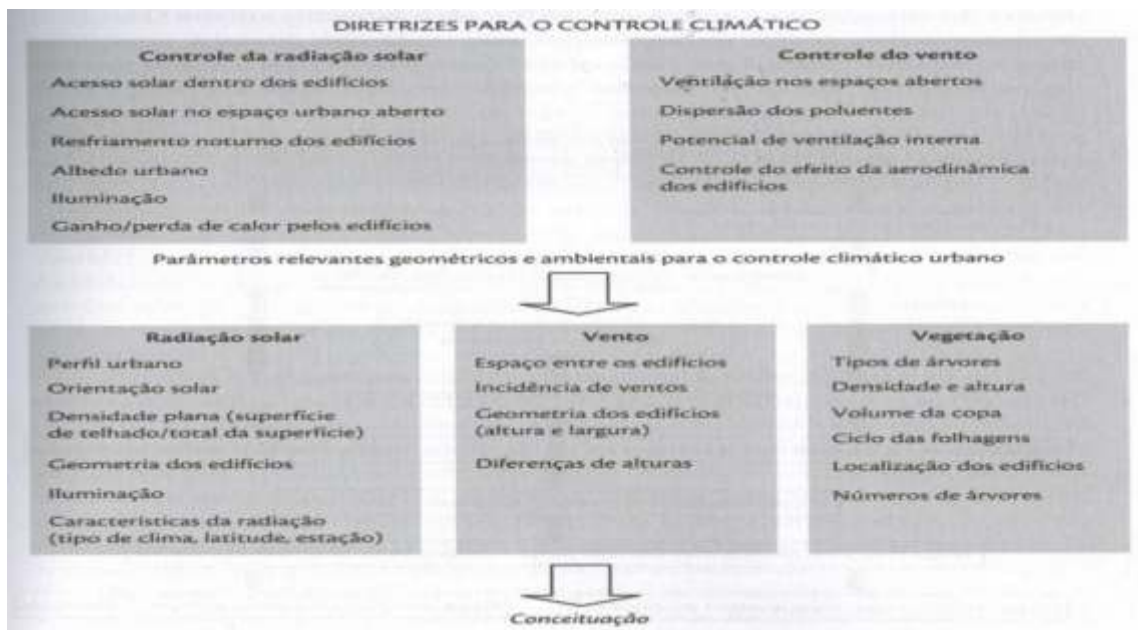 DIRETRIZES PARA O CONTROLE CLIMÁTICO
Controle da radiação solar
Acesso solar dentro dos edifícios
Acesso solar no espaço urbano aberto
Resfriamento noturno dos edifícios
Albedo urbano
Iluminação
Ganho/perda de calor pelos edifícios
Controle do vento
Ventilação nos espaços abertos
Dispersão dos poluentes
Potencial de ventilação interna
Controle do efeito da aerodinâmica
dos edifícios
Parâmetros relevantes geométricos e ambientais para o controle climático urbano
Radiação solar
Perfil urbano
Orientação solar
Densidade plana (superfície
de telhado/total da superfície)
Geometria dos edifícios
Iluminação
Características da radiação
(tipo de clima, latitude, estação)
Vento
Espaço entre os edifícios
Incidência de ventos
Geometria dos edifícios
(altura e largura)
Diferenças de alturas
Vegetação
Tipos de árvores
Densidade e altura
Volume da copa
Ciclo das folhagens
Localização dos edifícios
Números de árvores
Conceituação